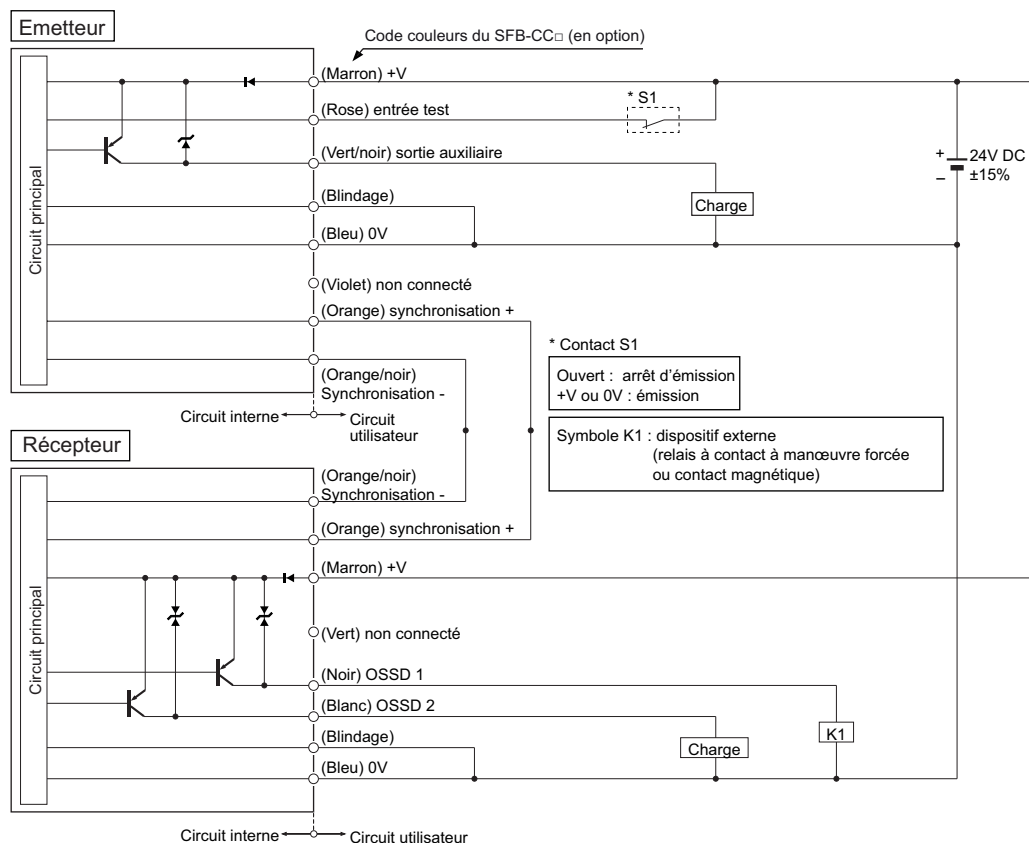 Emetteur
Code couleurs du SFB-CC□ (en option)
Circuit principal
(Marron) +V
* S1
(Rose) entrée test
(Vert/noir) sortie auxiliaire
+
−
24V DC
±15%
(Blindage)
Charge
(Bleu) 0V
(Violet) non connecté
(Orange) synchronisation +
(Orange/noir)
Synchronisation -
* Contact S1
Ouvert : arrêt d’émission
+V ou 0V : émission
Circuit interne
Circuit
utilisateur
Symbole K1 : dispositif externe
(relais à contact à manœuvre forcée
ou contact magnétique)
Récepteur
Circuit principal
(Orange/noir)
Synchronisation -
(Orange) synchronisation +
(Marron) +V
(Vert) non connecté
(Noir) OSSD 1
(Blanc) OSSD 2
K1
(Blindage)
Charge
(Bleu) 0V
Circuit interne
Circuit utilisateur